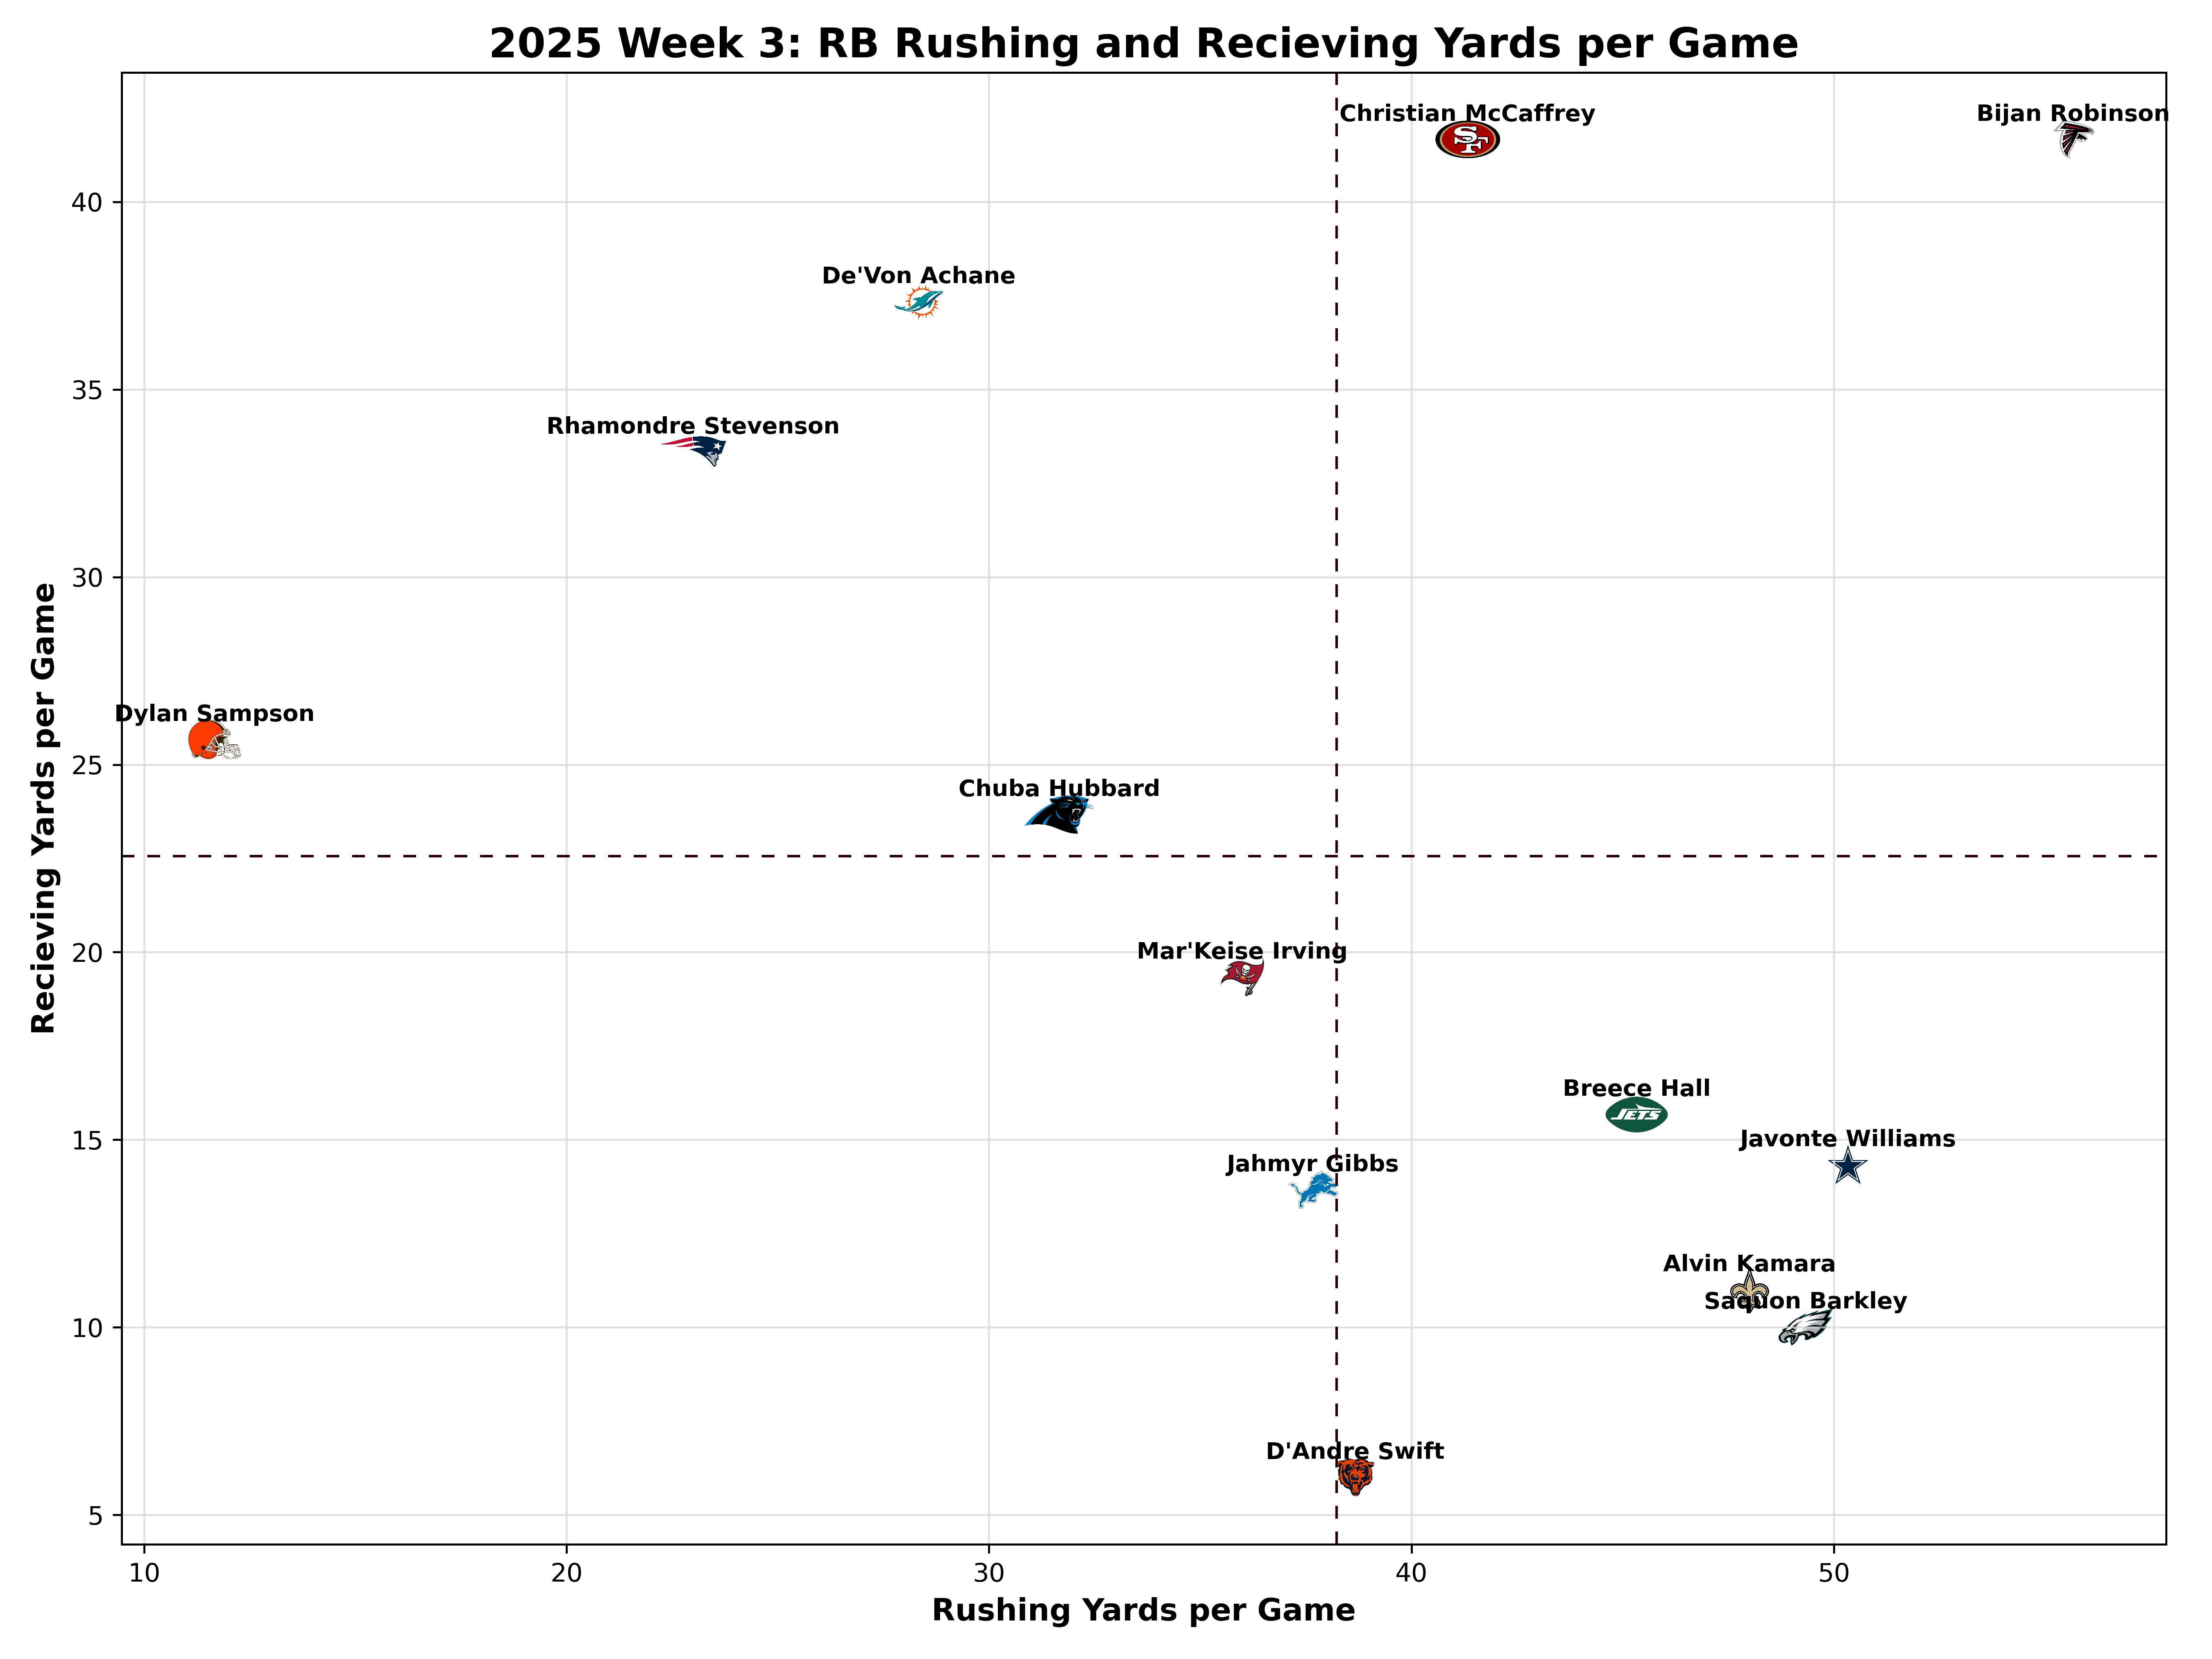 2025 Week 3: RB Rushing and Recieving Yards per Game
Christian McCaffrey
Bijan Robinson
SF
40
De'Von Achane
35
Rhamondre Stevenson
30
Dylan Sampson
25
Chuba Hubbard
Recieving Yards per Game
20
Mar'Keise Irving
Breece Hall
JETS
15
Javonte Williams
Jahmyr Gibbs
Alvin Kamara
Saquon Barkley
10
D'Andre Swift
5
10 20 30 40 50
Rushing Yards per Game